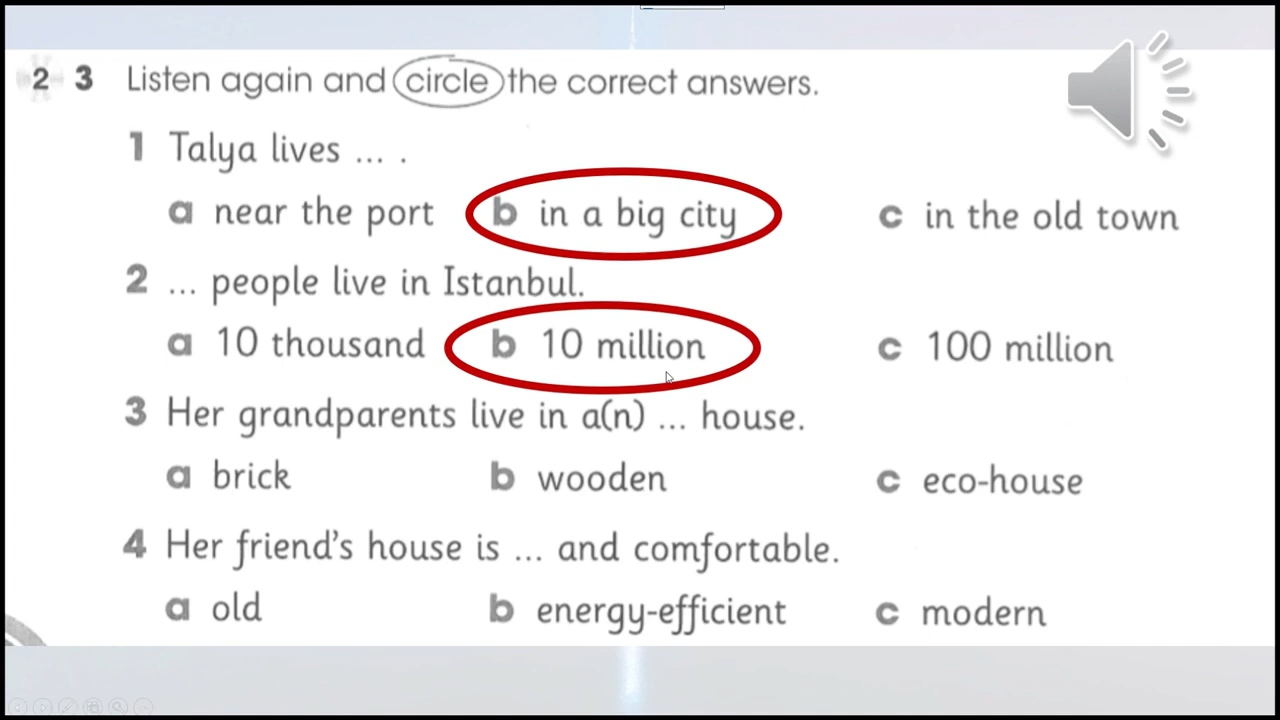 2 3 Listen again and circle the correct answers.
1 Talya lives ... .
a near the port b in a big city c in the old town
2 ... people live in Istanbul.
a 10 thousand b 10 million c 100 million
3 Her grandparents live in a(n) ... house.
a brick b wooden c eco-house
4 Her friend's house is ... and comfortable.
a old b energy-efficient c modern